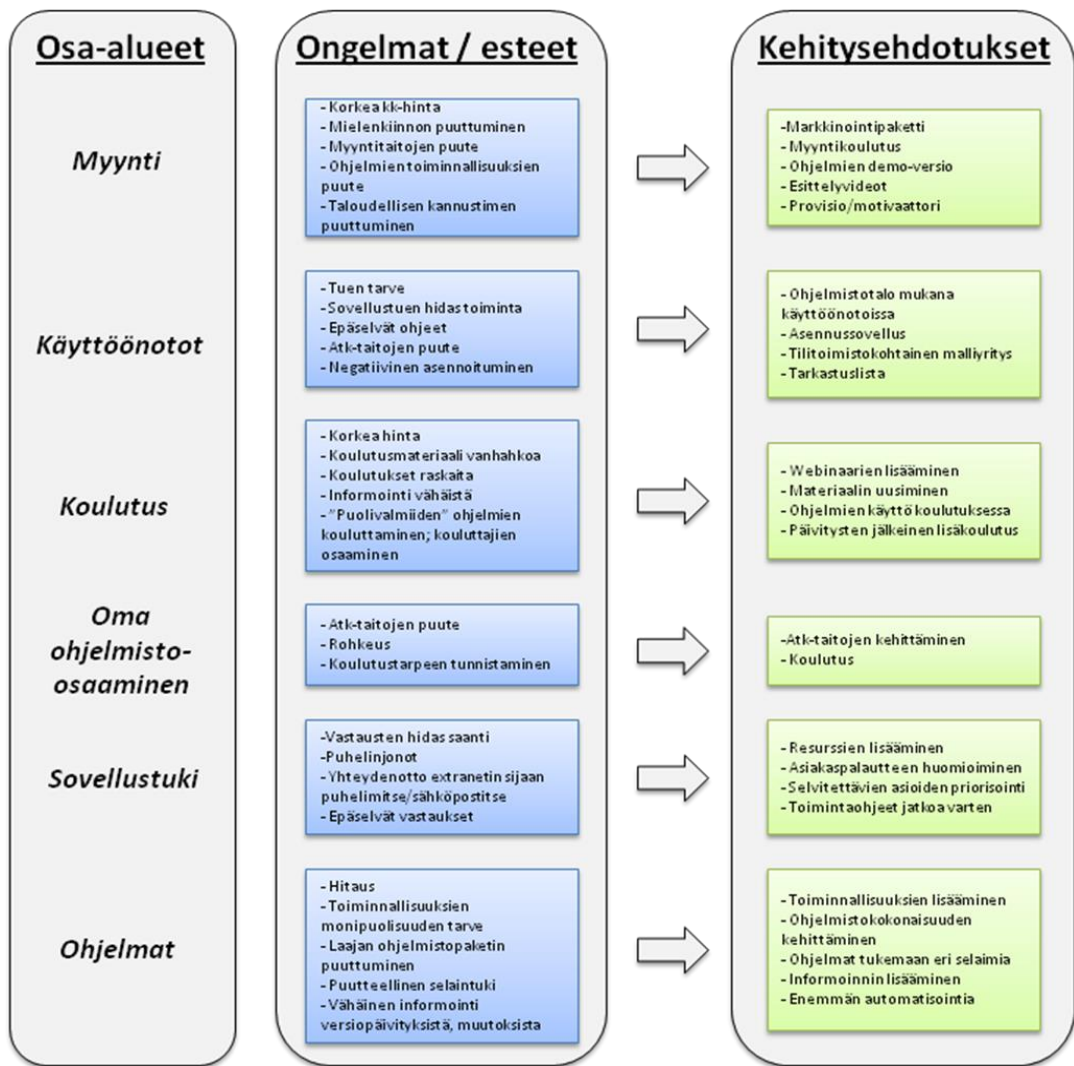 Osa-alueet
Ongelmat / esteet
Kehitysehdotukset
Myynti
- Korkea kk-hinta
- Mielenkiinnon puuttuminen
- Myyntitaitojen puute
- Ohjelmien toiminnallisuuksien
puute
- Taloudellisen kannustimen
puuttuminen
-Markkinointipaketti
- Myyntikoulutus
- Ohjelmien demo-versio
- Esittelyvideot
- Provisio/motivaattori
Käyttöönotot
- Tuen tarve
- Sovellustuen hidas toiminta
- Epäselvät ohjeet
- Atk-taitojen puute
- Negatiivinen asennoituminen
- Ohjelmistotalo mukana
käyttöönotoissa
- Asennussovellus
- Tilitoimistokohtainen malliyritys
- Tarkastuslista
Koulutus
- Korkea hinta
- Koulutusmateriaali vanhahkoa
- Koulutukset raskaita
- Informointi vähäistä
- "Puolivalmiiden" ohjelmien
kouluttaminen; kouluttajien
osaaminen
- Webinaarien lisääminen
- Materiaalin uusiminen
- Ohjelmien käyttö koulutuksessa
- Päivitysten jälkeinen lisäkoulutus
Oma
ohjelmisto-
osaaminen
- Atk-taitojen puute
- Rohkeus
- Koulutustarpeen tunnistaminen
-Atk-taitojen kehittäminen
- Koulutus
Sovellustuki
-Vastausten hidas saanti
-Puhelinjonot
- Yhteydenotto extranetin sijaan
puhelimitse/sähköpostitse
- Epäselvät vastaukset
- Resurssien lisääminen
- Asiakaspalautteen huomioiminen
- Selvitettävien asioiden priorisointi
- Toimintaohjeet jatkoa varten
Ohjelmat
- Hitaus
- Toiminnallisuuksien
monipuolisuuden tarve
- Laajan ohjelmistopaketin
puuttuminen
- Puutteellinen selaintuki
- Vähäinen informointi
versiopäivityksistä, muutoksista
- Toiminnallisuuksien lisääminen
- Ohjelmistokokonaisuuden
kehittäminen
- Ohjelmat tukemaan eri selaimia
- Informoinnin lisääminen
- Enemmän automatisointia